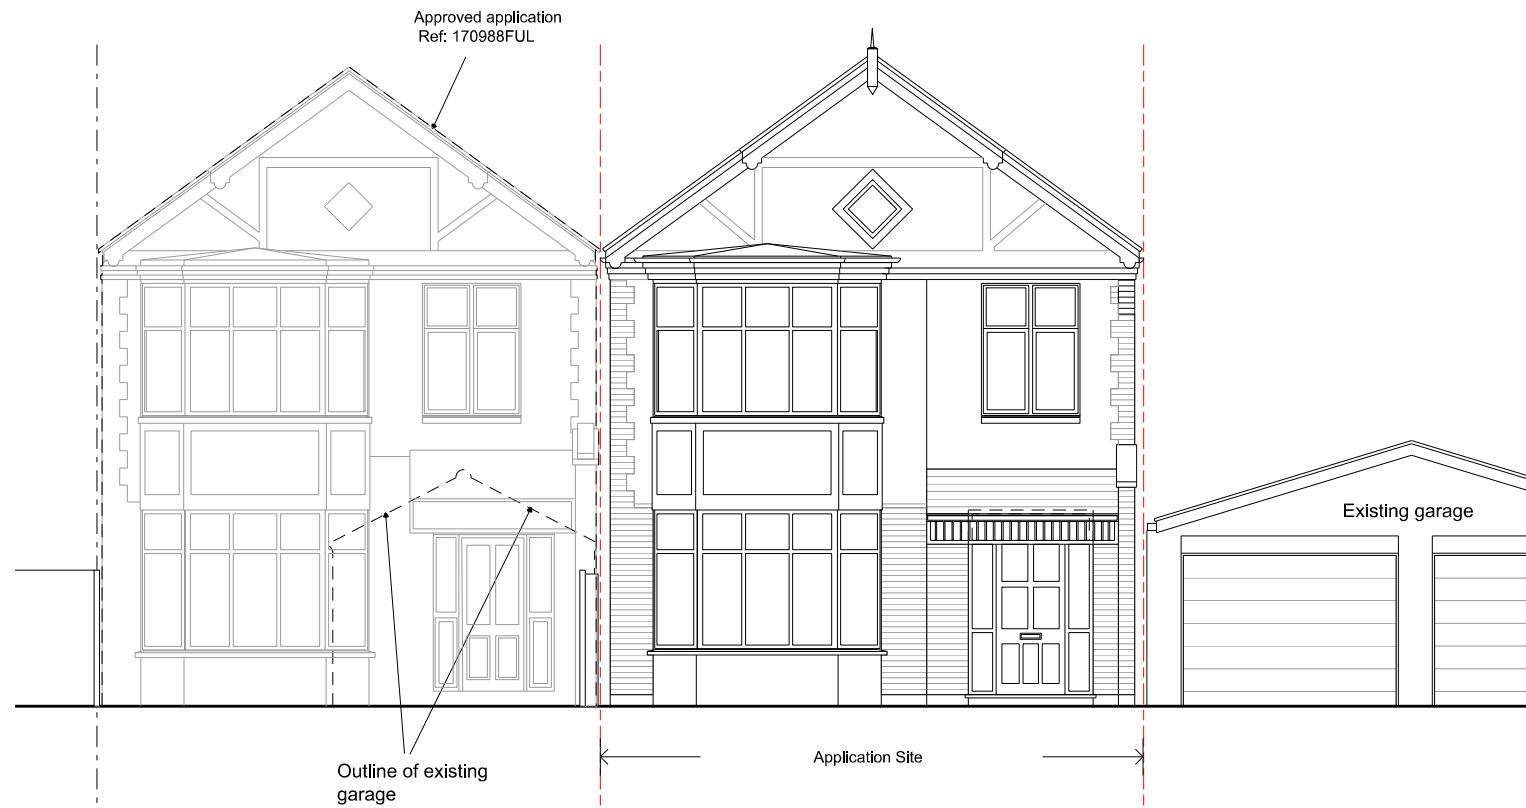 Approved application
Ref: 170988FUL
Existing garage
Application Site
Outline of existing
garage